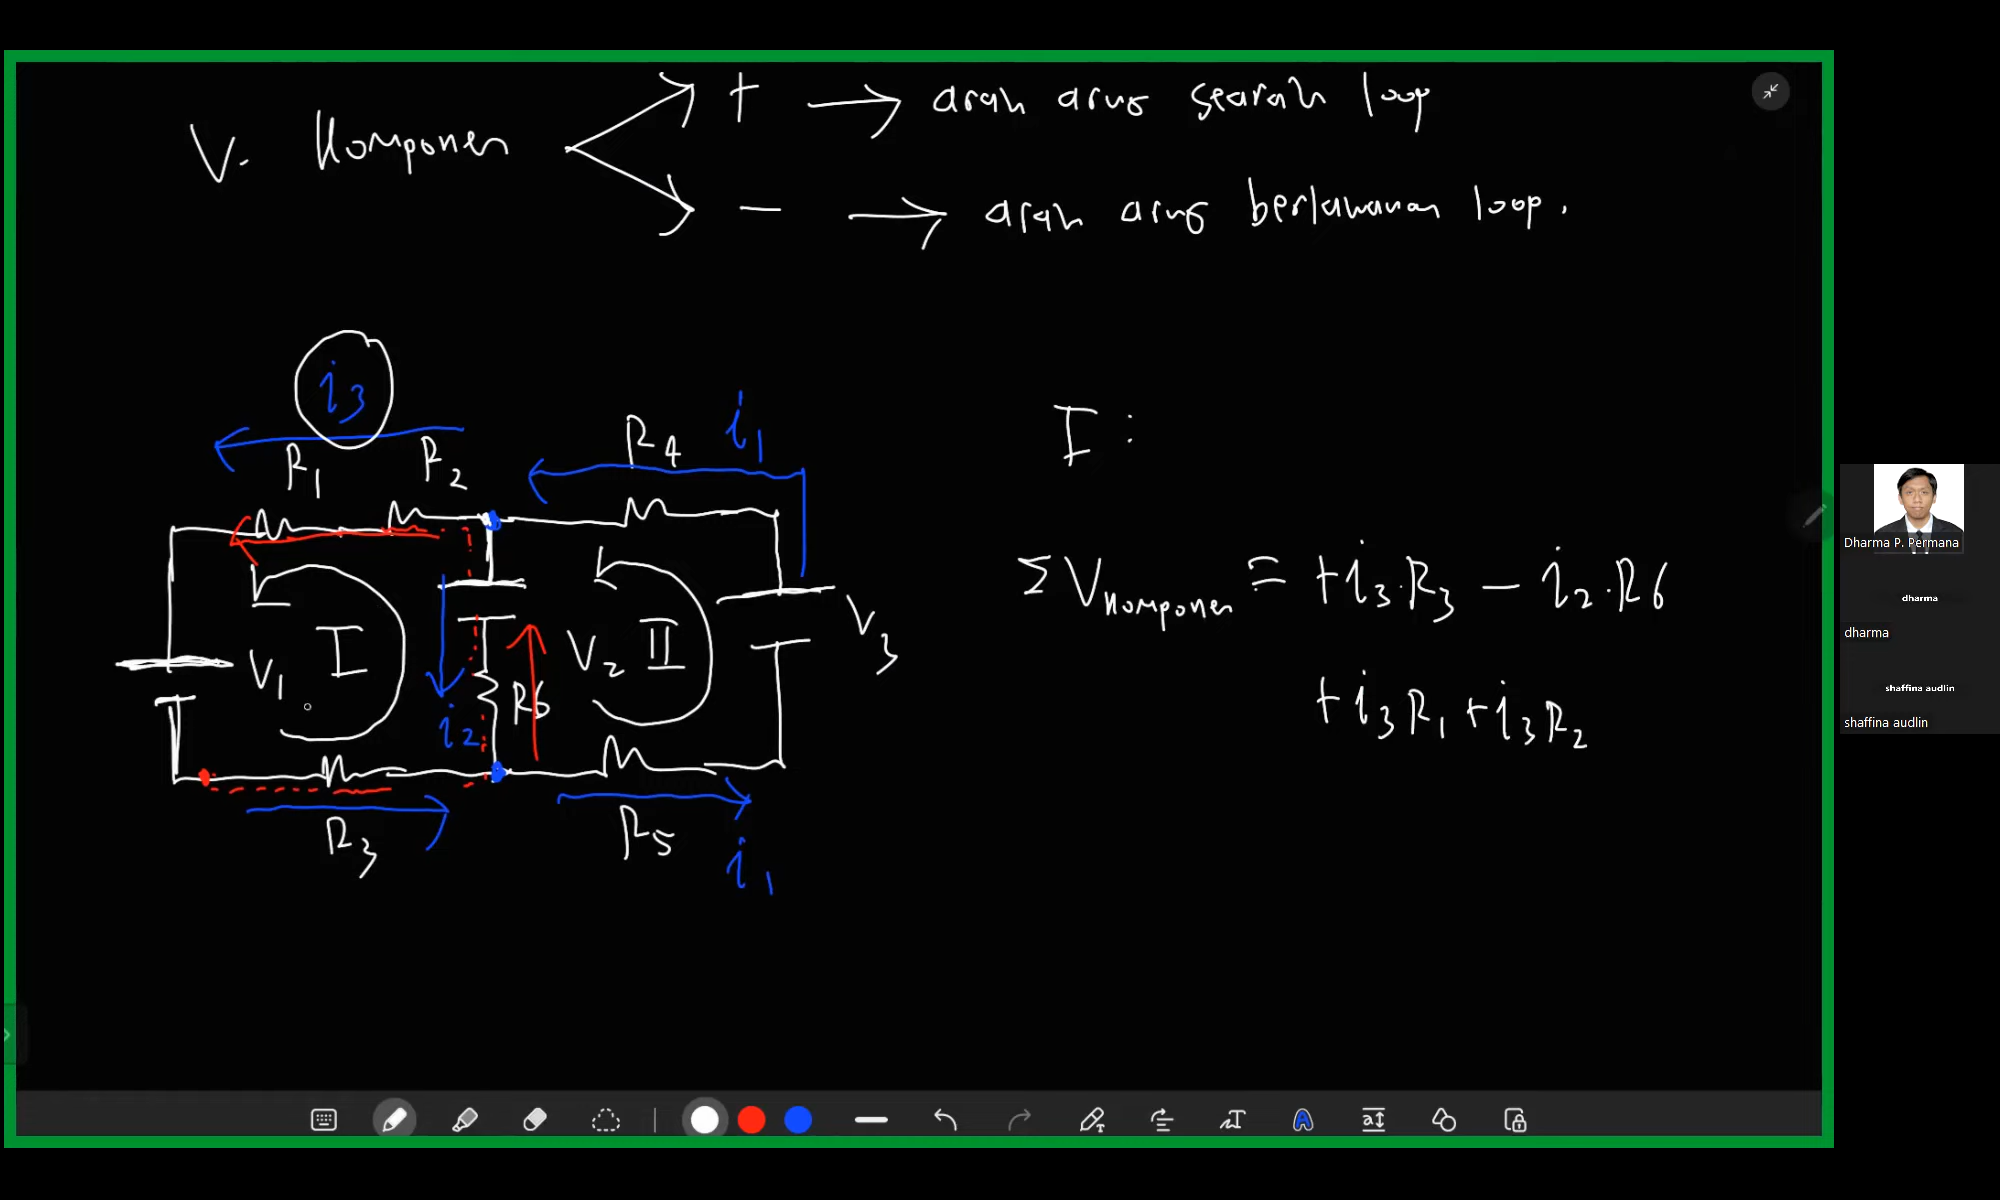 V. Komponen
+ → arah arus searah loop
- → arah arus berlawanan loop.
i3
R1
R2
R4
i1
I
V1
i2
R6
V2
II
V3
R3
R5
i1
I :
Σ Vkomponen = +i3.R3 - i2.R6
+i3R1 + i3R2
Dharma P. Permana
dharma
dharma
shaffina audlin
shaffina audlin